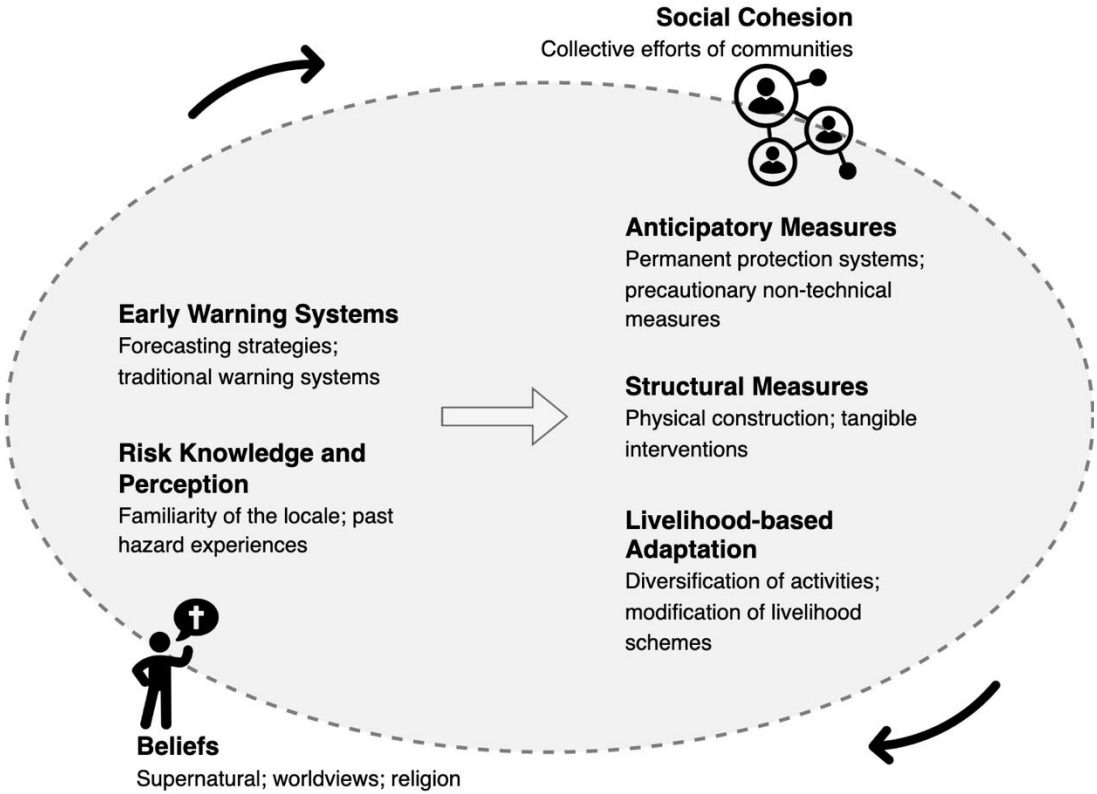 Social Cohesion
Collective efforts of communities
Anticipatory Measures
Permanent protection systems;
precautionary non-technical
measures
Early Warning Systems
Forecasting strategies;
traditional warning systems
Structural Measures
Physical construction; tangible
interventions
Risk Knowledge and
Perception
Familiarity of the locale; past
hazard experiences
Livelihood-based
Adaptation
Diversification of activities;
modification of livelihood
schemes
Beliefs
Supernatural; worldviews; religion